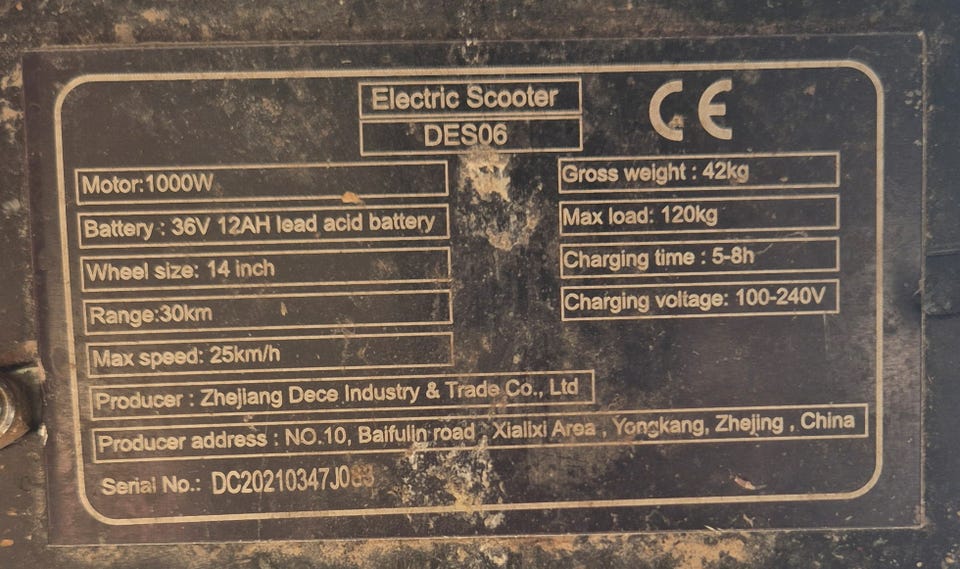 Electric Scooter
DES06
CE
Motor:1000W
Battery : 36V 12AH lead acid battery
Wheel size: 14 inch
Range:30km
Max speed: 25km/h
Gross weight : 42kg
Max load: 120kg
Charging time : 5-8h
Charging voltage: 100-240V
Producer : Zhejiang Dece Industry & Trade Co., Ltd
Producer address : NO.10, Baifulin road , Xialixi Area , Yongkang, Zhejing , China
Serial No.: